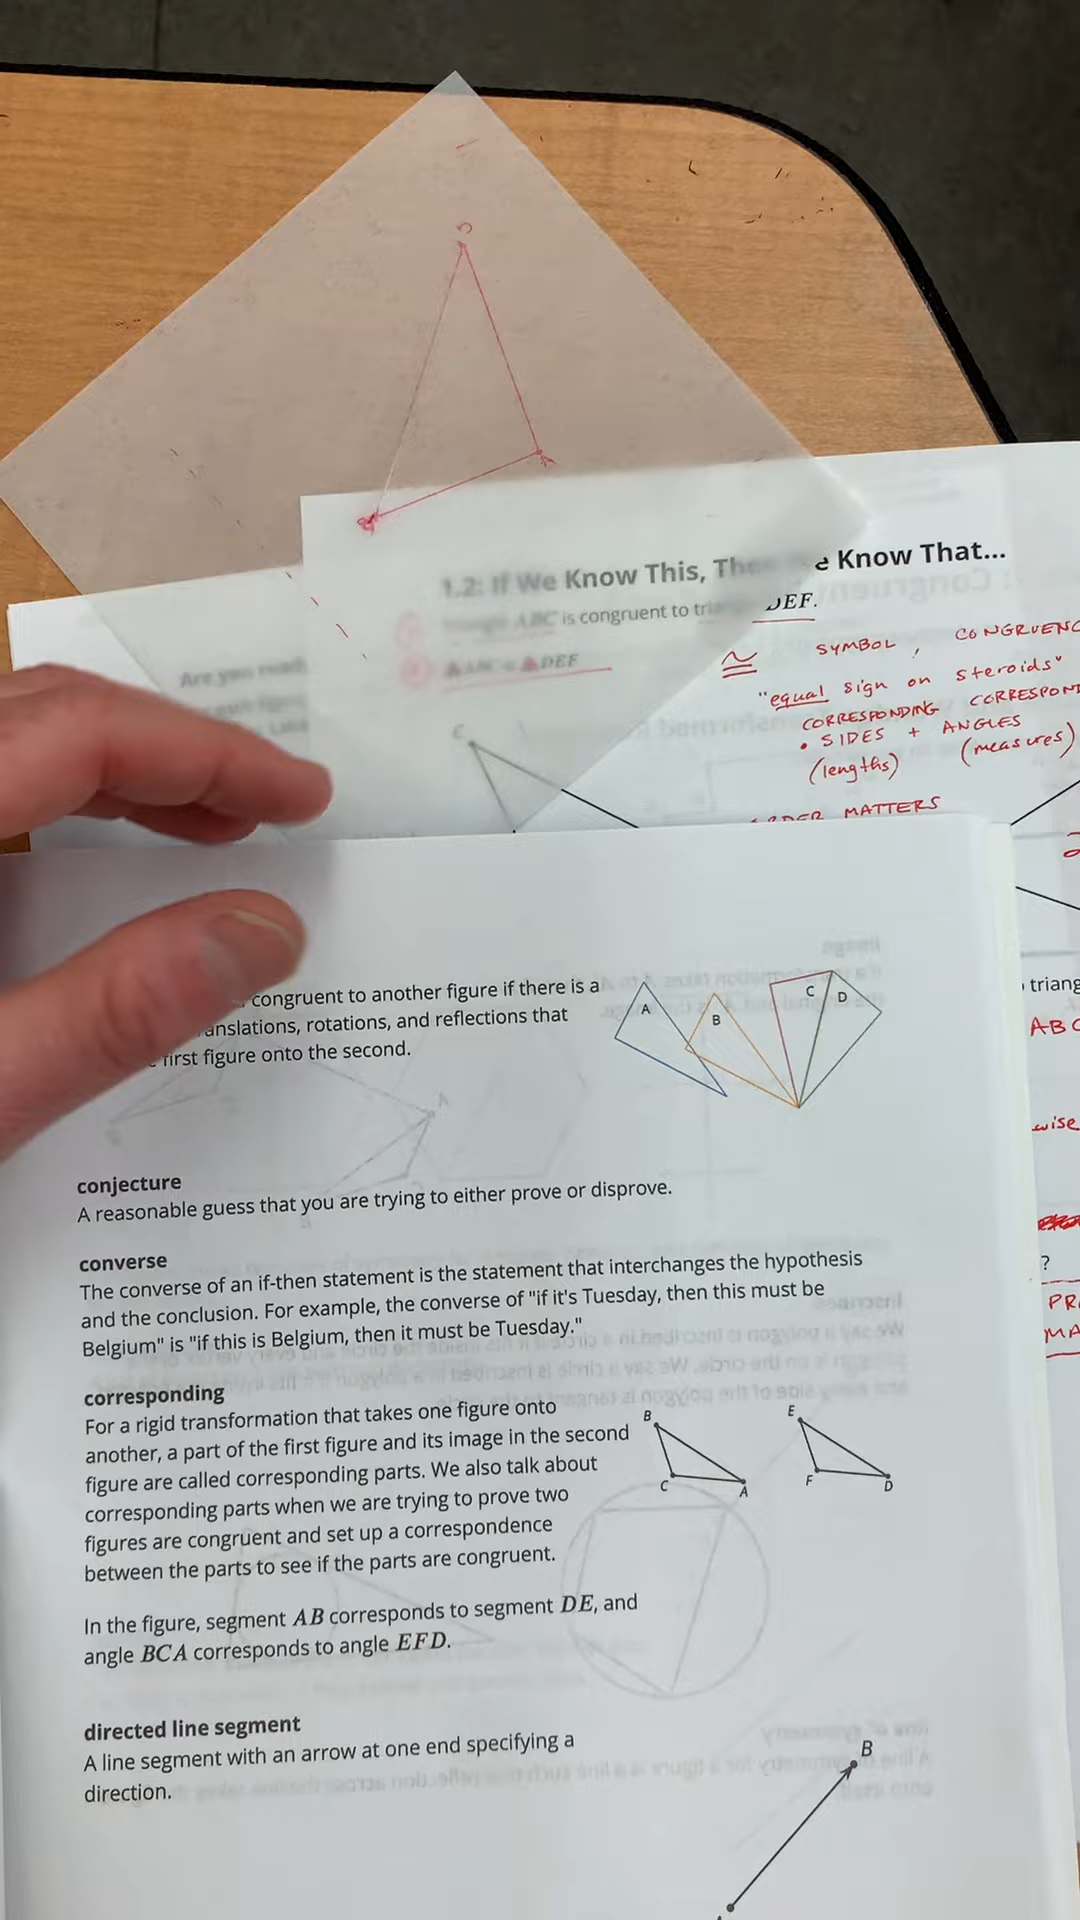 C
A
1.2: If We Know This, The e Know That...
ABC is congruent to DEF.
ABC ≅ DEF
Are you read
≅ SYMBOL, CONGRUENC
"equal sign on steroids"
CORRESPONDING CORRESPOND
• SIDES + ANGLES
(lengths) (measures)
MATTERS
C
congruent to another figure if there is a
anslations, rotations, and reflections that
first figure onto the second.
A B C D
triang
ABC
wise
conjecture
A reasonable guess that you are trying to either prove or disprove.
converse
The converse of an if-then statement is the statement that interchanges the hypothesis
and the conclusion. For example, the converse of "if it's Tuesday, then this must be
Belgium" is "if this is Belgium, then it must be Tuesday."
?
PR
MA
corresponding
For a rigid transformation that takes one figure onto
another, a part of the first figure and its image in the second
figure are called corresponding parts. We also talk about
corresponding parts when we are trying to prove two
figures are congruent and set up a correspondence
between the parts to see if the parts are congruent.
B C A E F D
In the figure, segment AB corresponds to segment DE, and
angle BCA corresponds to angle EFD.
directed line segment
A line segment with an arrow at one end specifying a
direction.
B